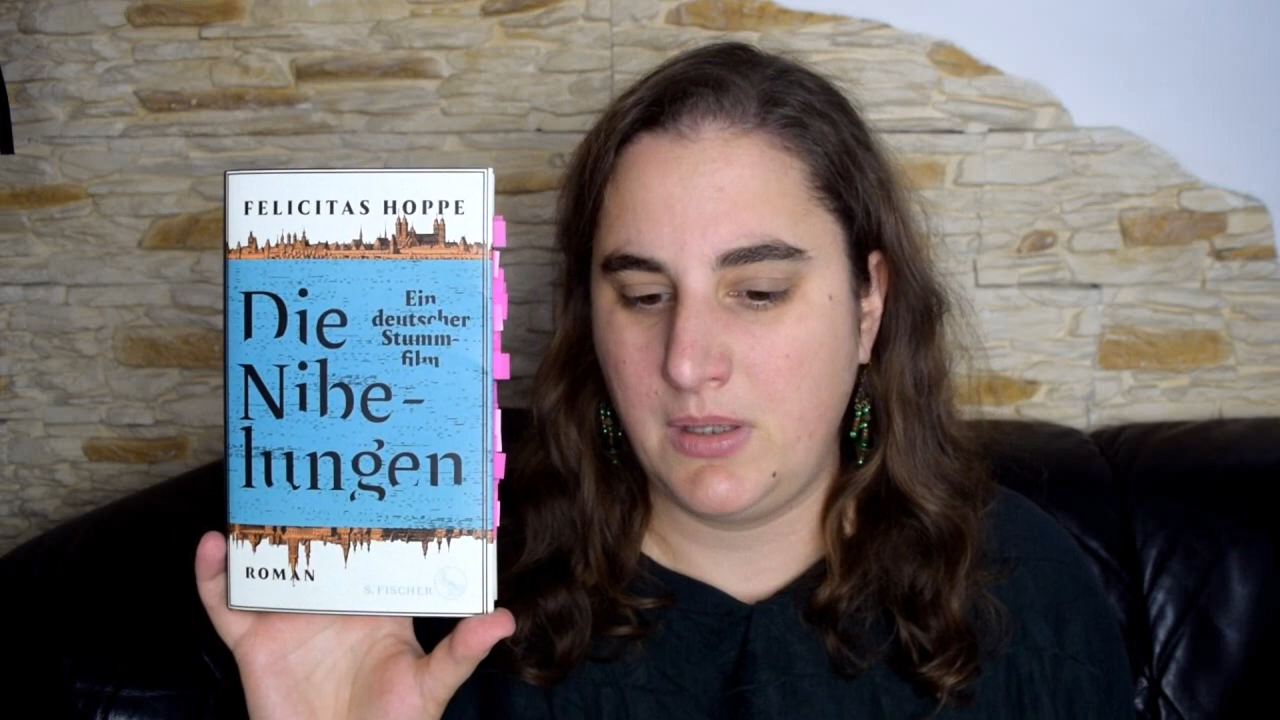 FELICITAS HOPPE
Die
Nibe-
lungen
Ein
deutscher
Stumm-
film
ROMAN
S. FISCHER